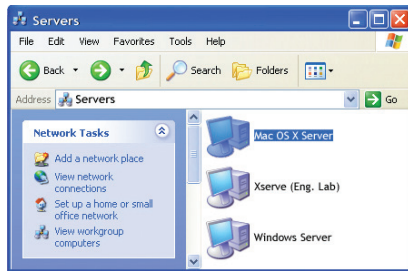 Servers
File Edit View Favorites Tools Help
Back Search Folders
Address Servers Go
Network Tasks
Add a network place
View network
connections
Set up a home or small
office network
View workgroup
computers
Mac OS X Server
Xserve (Eng. Lab)
Windows Server